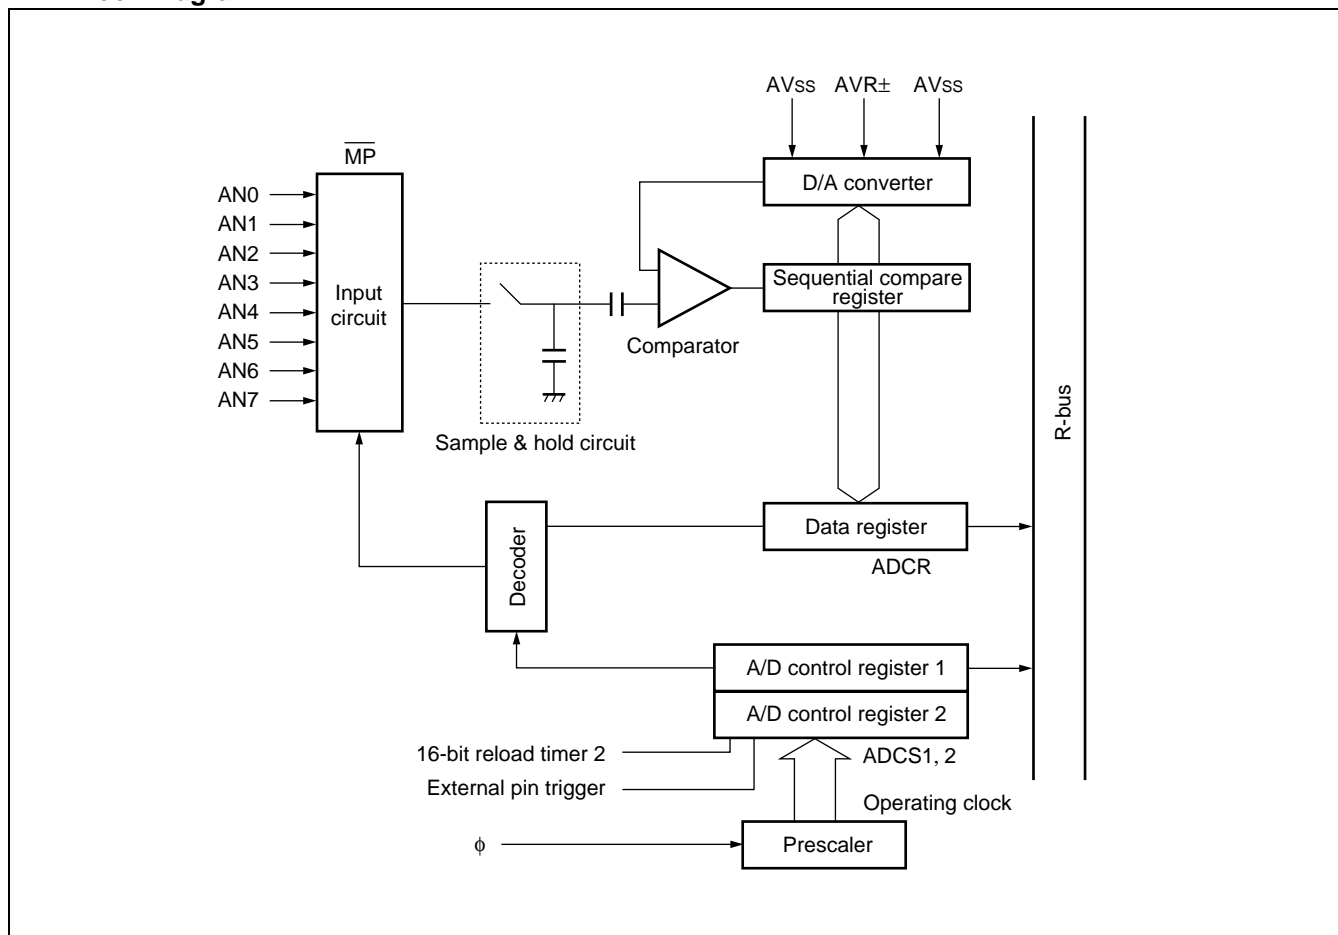 AVss AVR± AVss
MP
D/A converter
AN0
AN1
AN2
AN3
AN4
AN5
AN6
AN7
Input
circuit
Sequential compare
register
Comparator
Sample & hold circuit
R-bus
Decoder
Data register
ADCR
A/D control register 1
A/D control register 2
16-bit reload timer 2
ADCS1, 2
External pin trigger
Operating clock
ϕ
Prescaler